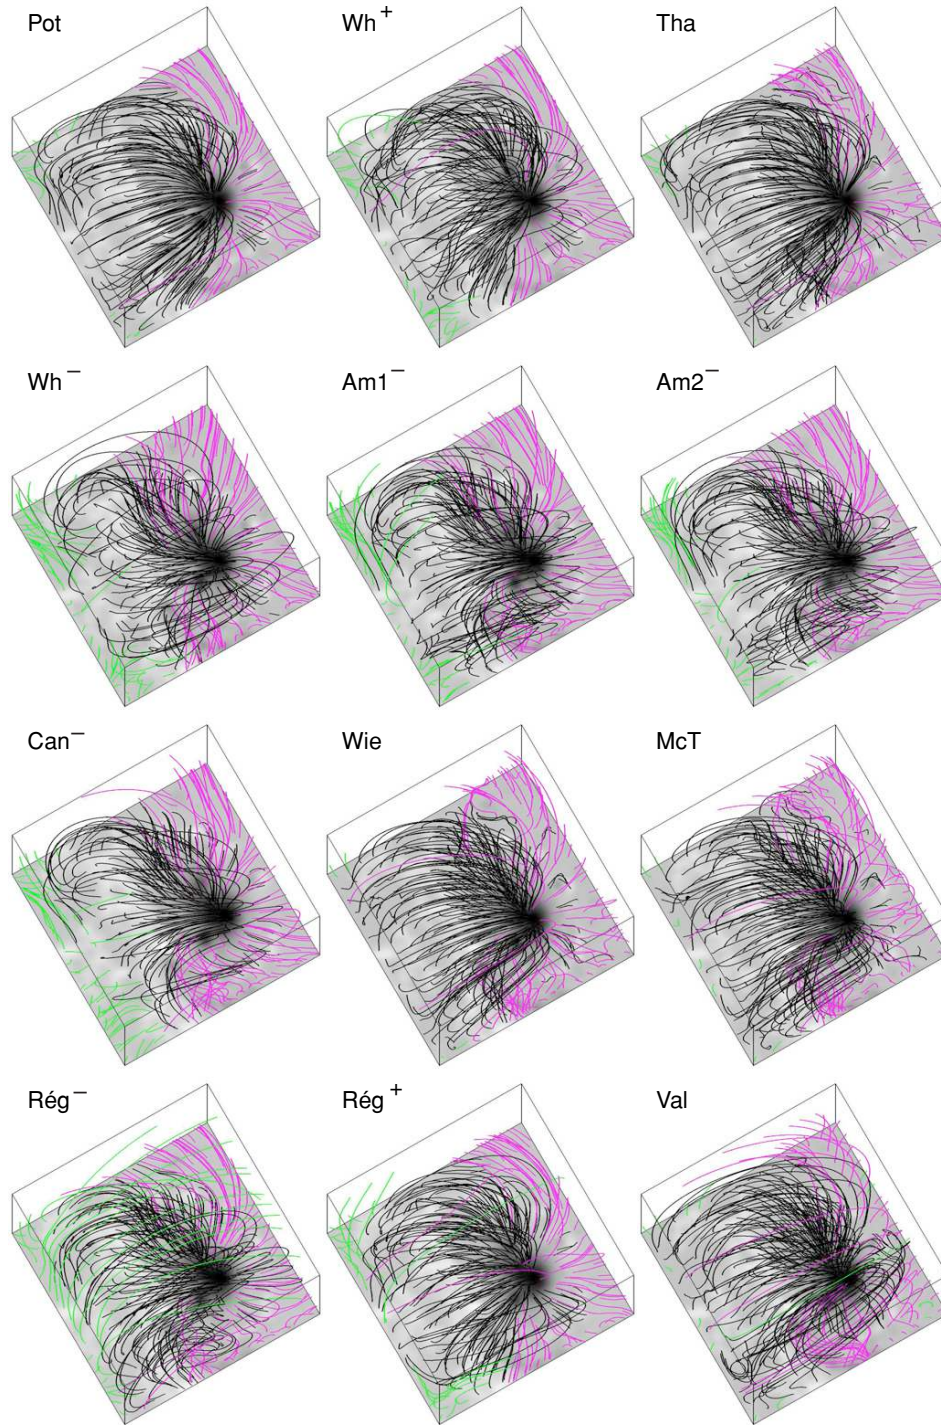 Pot Wh + Tha
Wh − Am1 − Am2 −
Can − Wie McT
Rég − Rég + Val